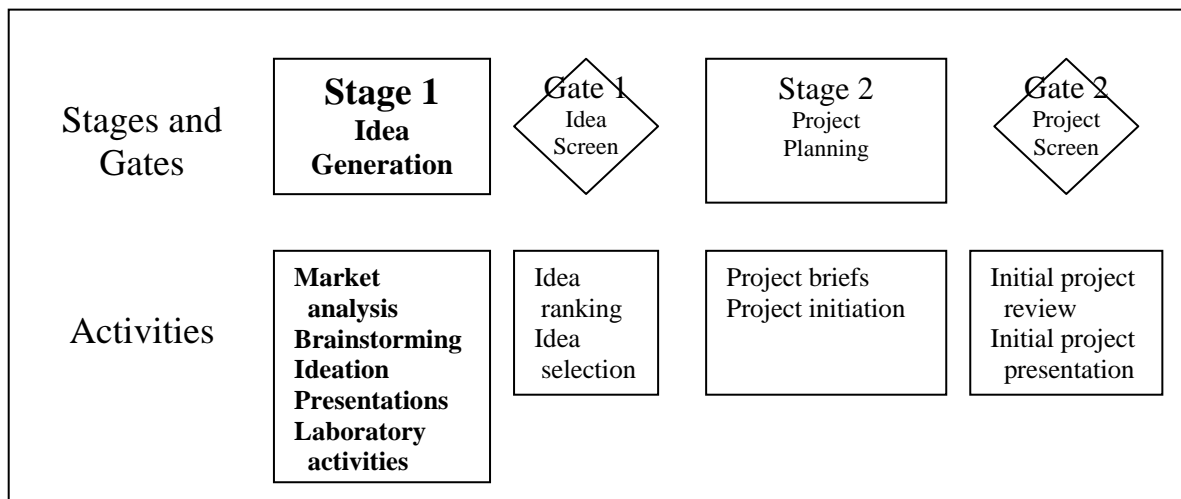 Stages and
Gates
Stage 1
Idea
Generation
Gate 1
Idea
Screen
Stage 2
Project
Planning
Gate 2
Project
Screen
Activities
Market
analysis
Brainstorming
Ideation
Presentations
Laboratory
activities
Idea
ranking
Idea
selection
Project briefs
Project initiation
Initial project
review
Initial project
presentation